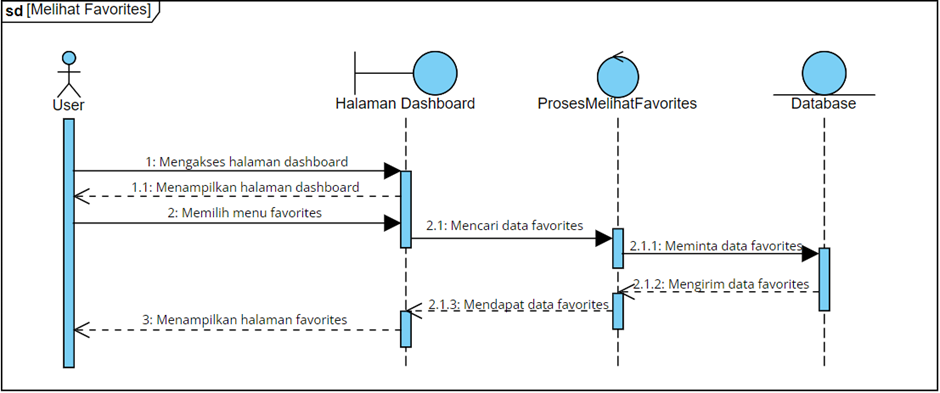 sd [Melihat Favorites]
User
Halaman Dashboard
ProsesMelihatFavorites
Database
1: Mengakses halaman dashboard
1.1: Menampilkan halaman dashboard
2: Memilih menu favorites
2.1: Mencari data favorites
2.1.1: Meminta data favorites
2.1.2: Mengirim data favorites
2.1.3: Mendapat data favorites
3: Menampilkan halaman favorites